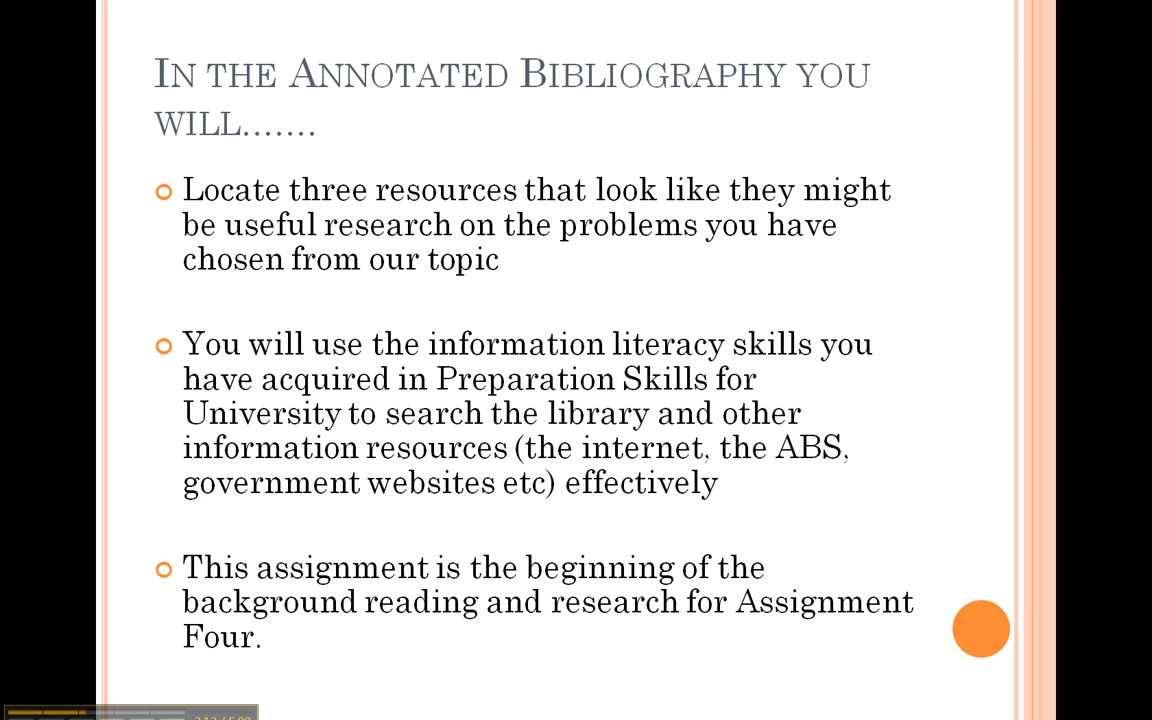 IN THE ANNOTATED BIBLIOGRAPHY YOU
WILL.......
Locate three resources that look like they might
be useful research on the problems you have
chosen from our topic
You will use the information literacy skills you
have acquired in Preparation Skills for
University to search the library and other
information resources (the internet, the ABS,
government websites etc) effectively
This assignment is the beginning of the
background reading and research for Assignment
Four.